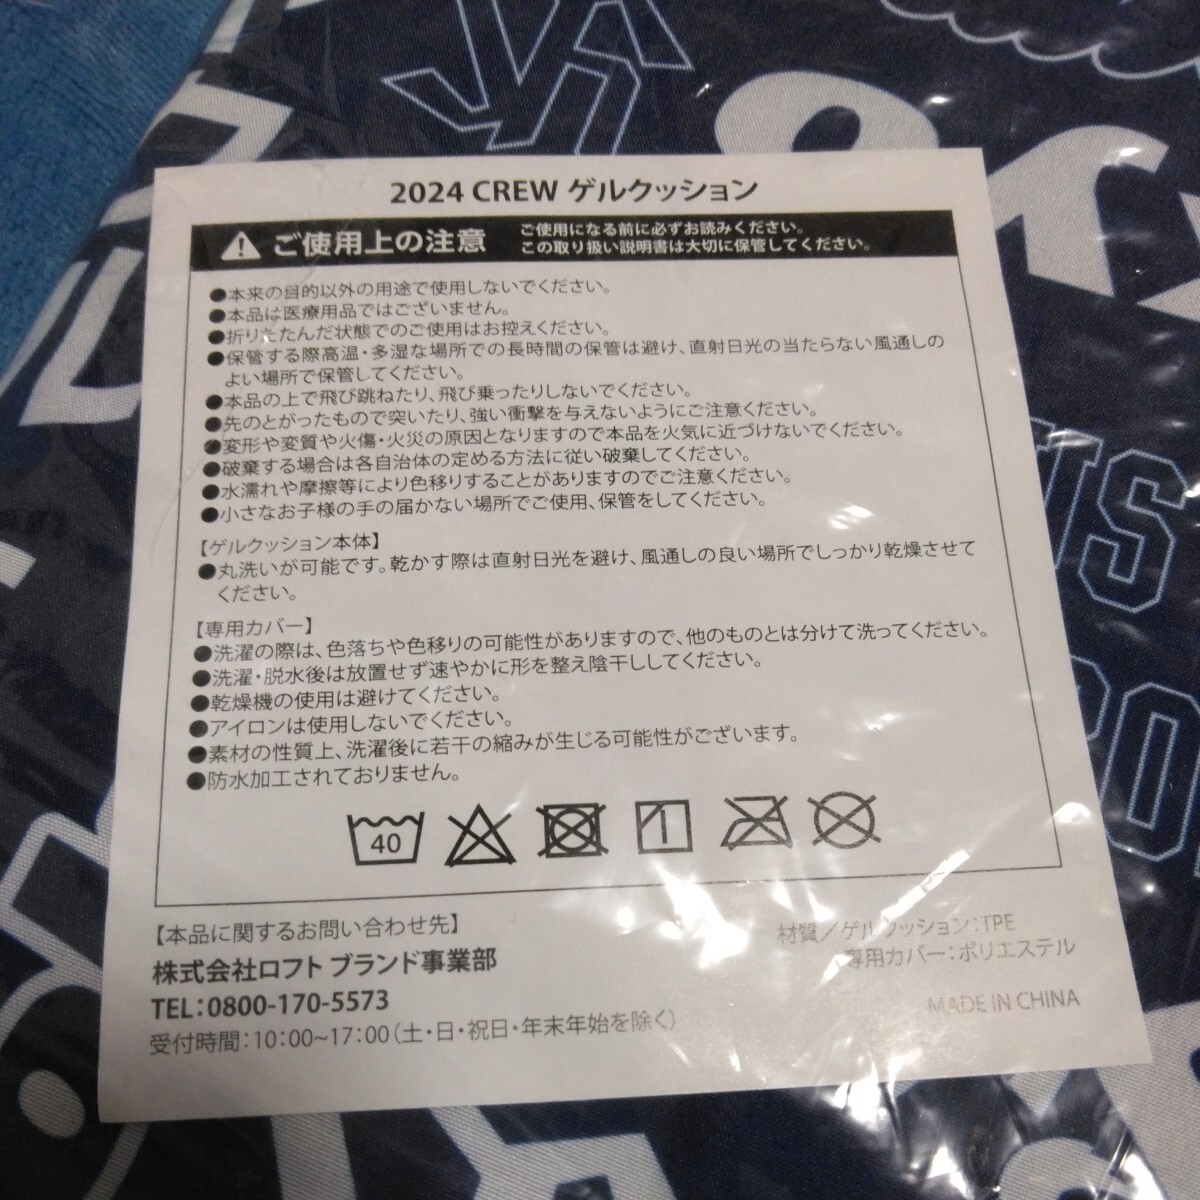 2024 CREW ゲルクッション
ご使用上の注意
ご使用になる前に必ずお読みください。
この取り扱い説明書は大切に保管してください。
●本来の目的以外の用途で使用しないでください。
●本品は医療用品ではございません。
●折りたたんだ状態でのご使用はお控えください。
●保管する際高温・多湿な場所での長時間の保管は避け、直射日光の当たらない風通しの
よい場所で保管してください。
●本品の上で飛び跳ねたり、飛び乗ったりしないでください。
●先のとがったもので突いたり、強い衝撃を与えないようにご注意ください。
●変形や変質や火傷・火災の原因となりますので本品を火気に近づけないでください。
●破棄する場合は各自治体の定める方法に従い破棄してください。
●水濡れや摩擦等により色移りすることがありますのでご注意ください。
●小さなお子様の手の届かない場所でご使用、保管をしてください。
【ゲルクッション本体】
●丸洗いが可能です。乾かす際は直射日光を避け、風通しの良い場所でしっかり乾燥させて
ください。
【専用カバー】
●洗濯の際は、色落ちや色移りの可能性がありますので、他のものとは分けて洗ってください。
●洗濯・脱水後は放置せず速やかに形を整え陰干ししてください。
●乾燥機の使用は避けてください。
●アイロンは使用しないでください。
●素材の性質上、洗濯後に若干の縮みが生じる可能性がございます。
●防水加工されておりません。
40
【本品に関するお問い合わせ先】
株式会社ロフト ブランド事業部
TEL：0800-170-5573
受付時間：10：00~17：00（土・日・祝日・年末年始を除く）
材質／ゲルクッション：TPE
専用カバー：ポリエステル
MADE IN CHINA